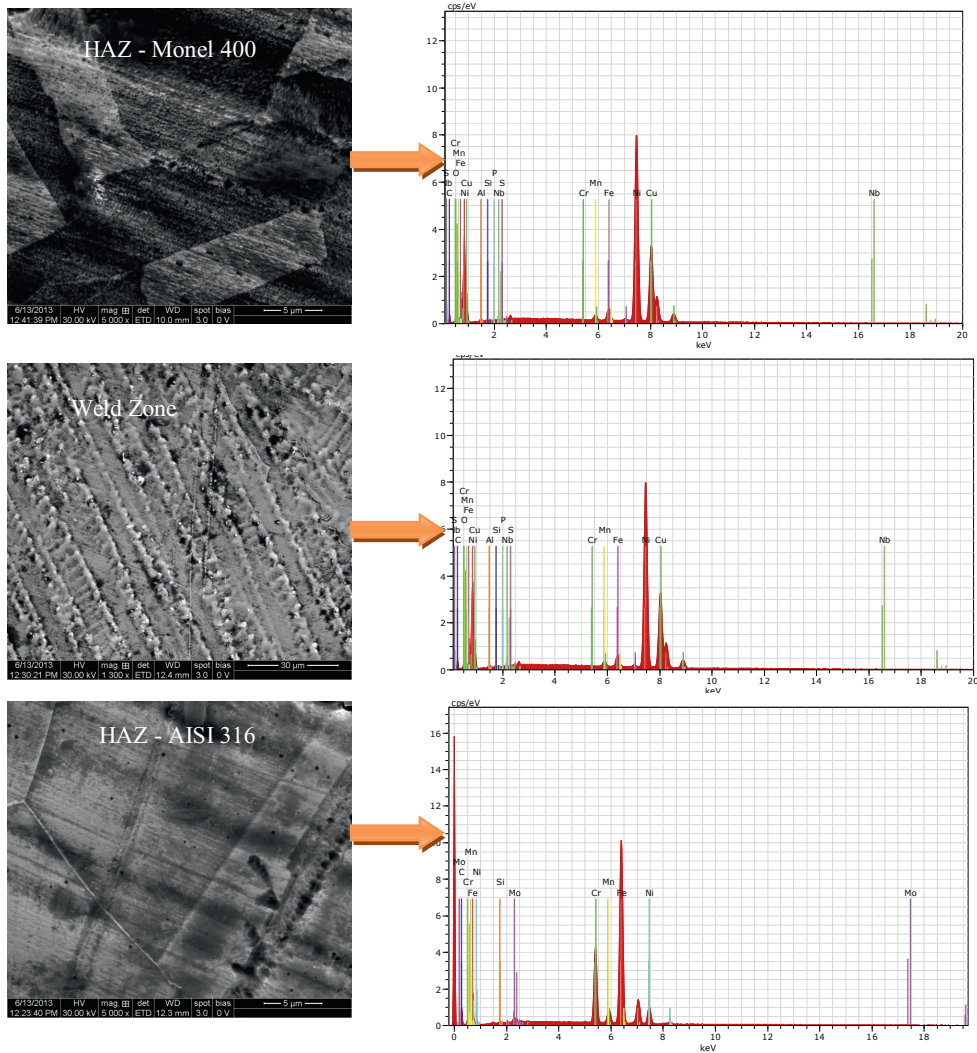 HAZ - Monel 400
6/13/2013 HV mag det WD spot bias
12:41:39 PM 30.00 kV 5 000 x ETD 10.0 mm 3.0 0 V
5 µm
cps/eV
12
10
8
6
4
2
0
Cr
Mn
Fe
S O
Nb Cu
C Ni Al Si P S
Nb
Cr Mn Fe Ni Cu
Nb
0 2 4 6 8 10 12 14 16 18 20
keV
Weld Zone
6/13/2013 HV mag det WD spot bias
12:30:21 PM 30.00 kV 1 300 x ETD 12.4 mm 3.0 0 V
30 µm
cps/eV
12
10
8
6
4
2
0
Cr
Mn
Fe
S O
Nb Cu
C Ni Al Si P S
Nb
Cr Mn Fe Ni Cu
Nb
2 4 6 8 10 12 14 16 18 20
keV
HAZ - AISI 316
6/13/2013 HV mag det WD spot bias
12:23:40 PM 30.00 kV 5 000 x ETD 12.3 mm 3.0 0 V
5 µm
cps/eV
16
14
12
10
8
6
4
2
0
Mn
Mo
C Ni
Cr Si
Fe Mo
Cr Mn Fe Ni
Mo
0 2 4 6 8 10 12 14 16 18
keV